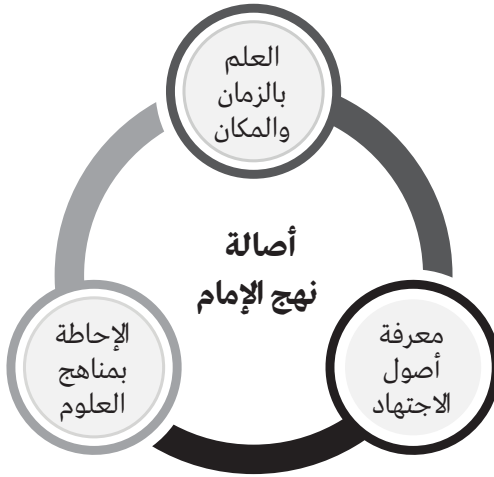 العلم
بالزمان
والمكان
أصالة
نهج الإمام
معرفة
أصول
الاجتهاد
الإحاطة
بمناهج
العلوم